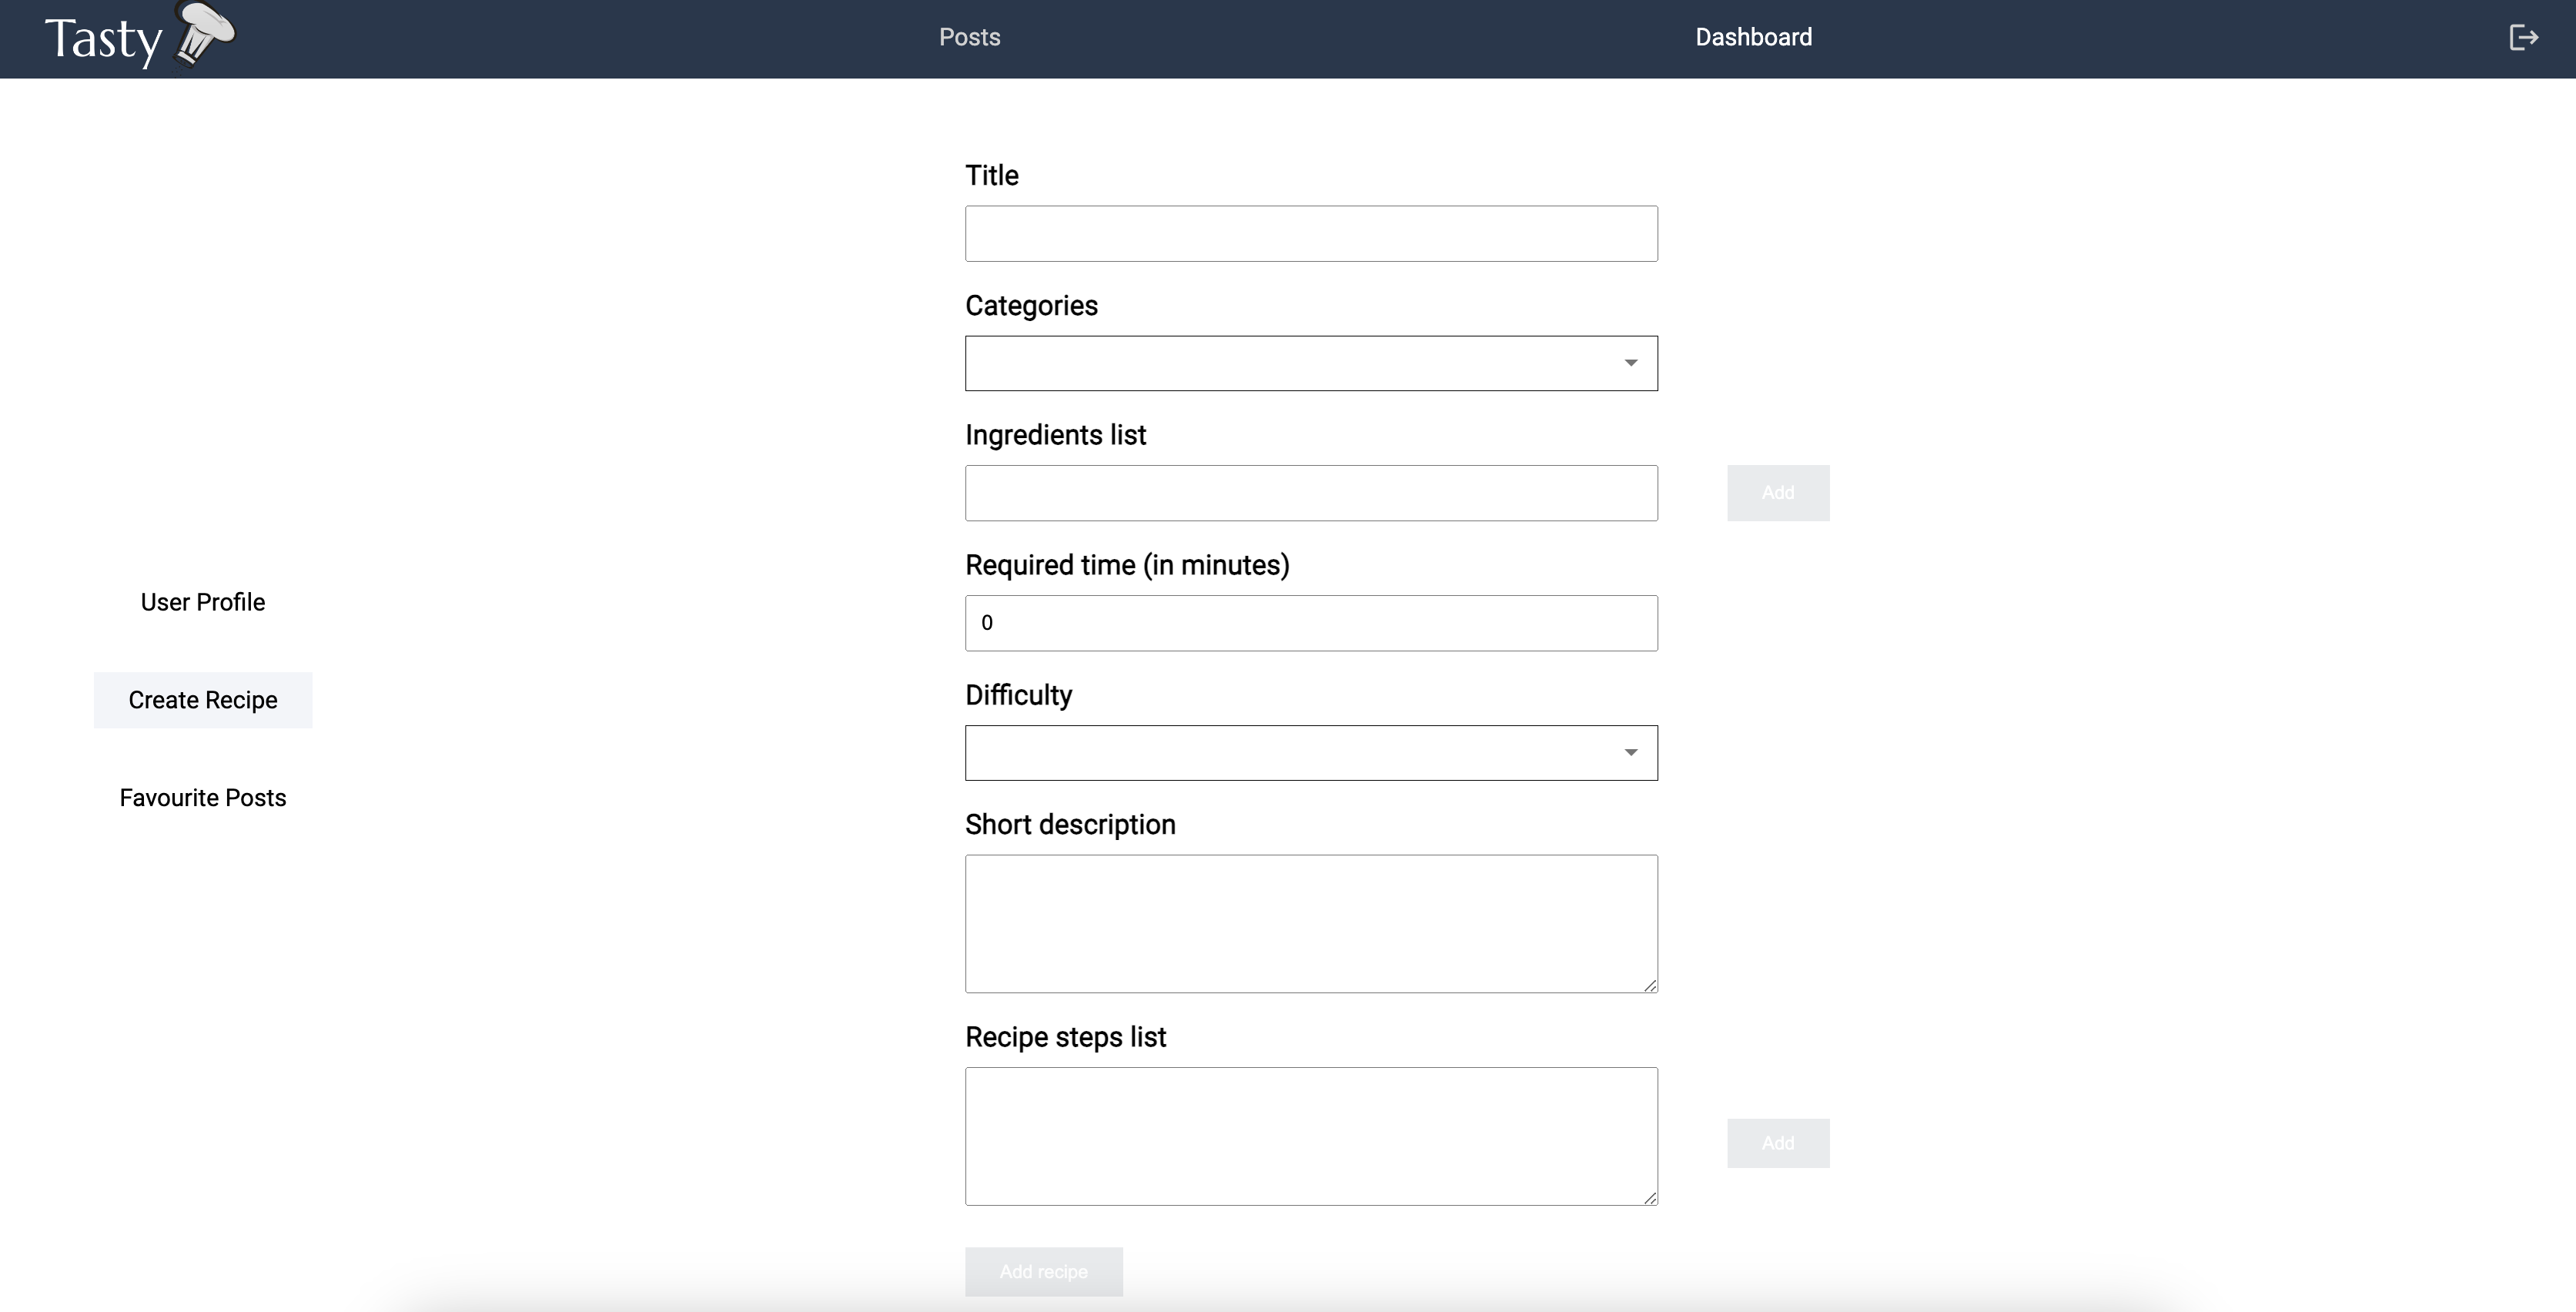 Tasty
Posts
Dashboard
Title
Categories
Ingredients list
Add
Required time (in minutes)
0
User Profile
Create Recipe
Favourite Posts
Difficulty
Short description
Recipe steps list
Add
Add recipe